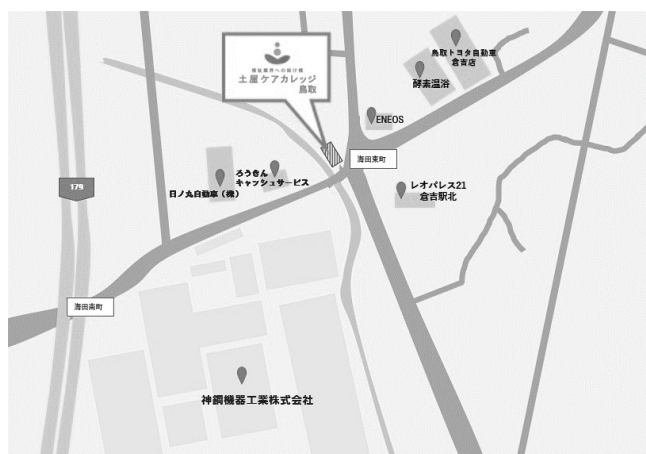 鳥取トヨタ自動車
倉吉店
福祉業界への架け橋
土屋ケアカレッジ
鳥取
酵素温浴
ENEOS
海田東町
ろうきん
キャッシュサービス
日ノ丸自動車（株）
レオパレス21
倉吉駅北
179
海田南町
神鋼機器工業株式会社